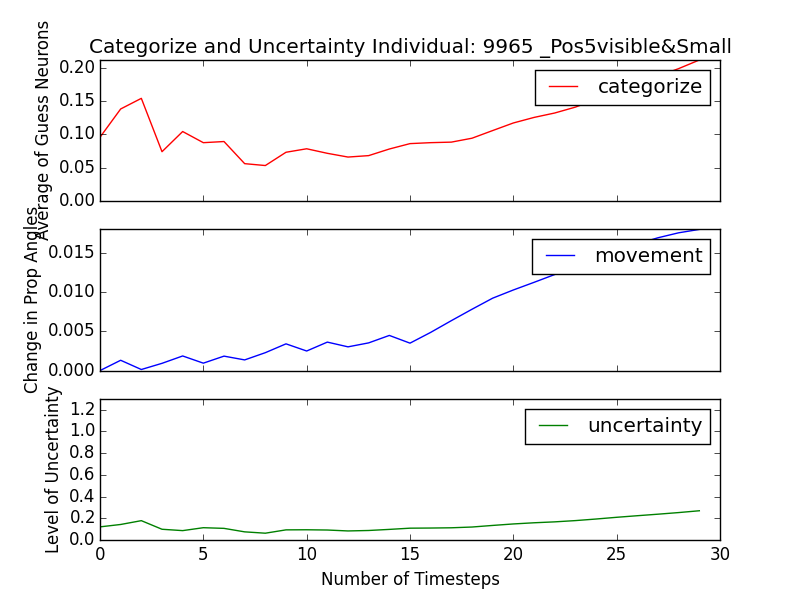 Categorize and Uncertainty Individual: 9965 _Pos5visible&Small
Average of Guess Neurons
0.20
0.15
0.10
0.05
0.00
categorize
Change in Prop Angles
0.015
0.010
0.005
0.000
movement
Level of Uncertainty
1.2
1.0
0.8
0.6
0.4
0.2
0.0
uncertainty
0 5 10 15 20 25 30
Number of Timesteps